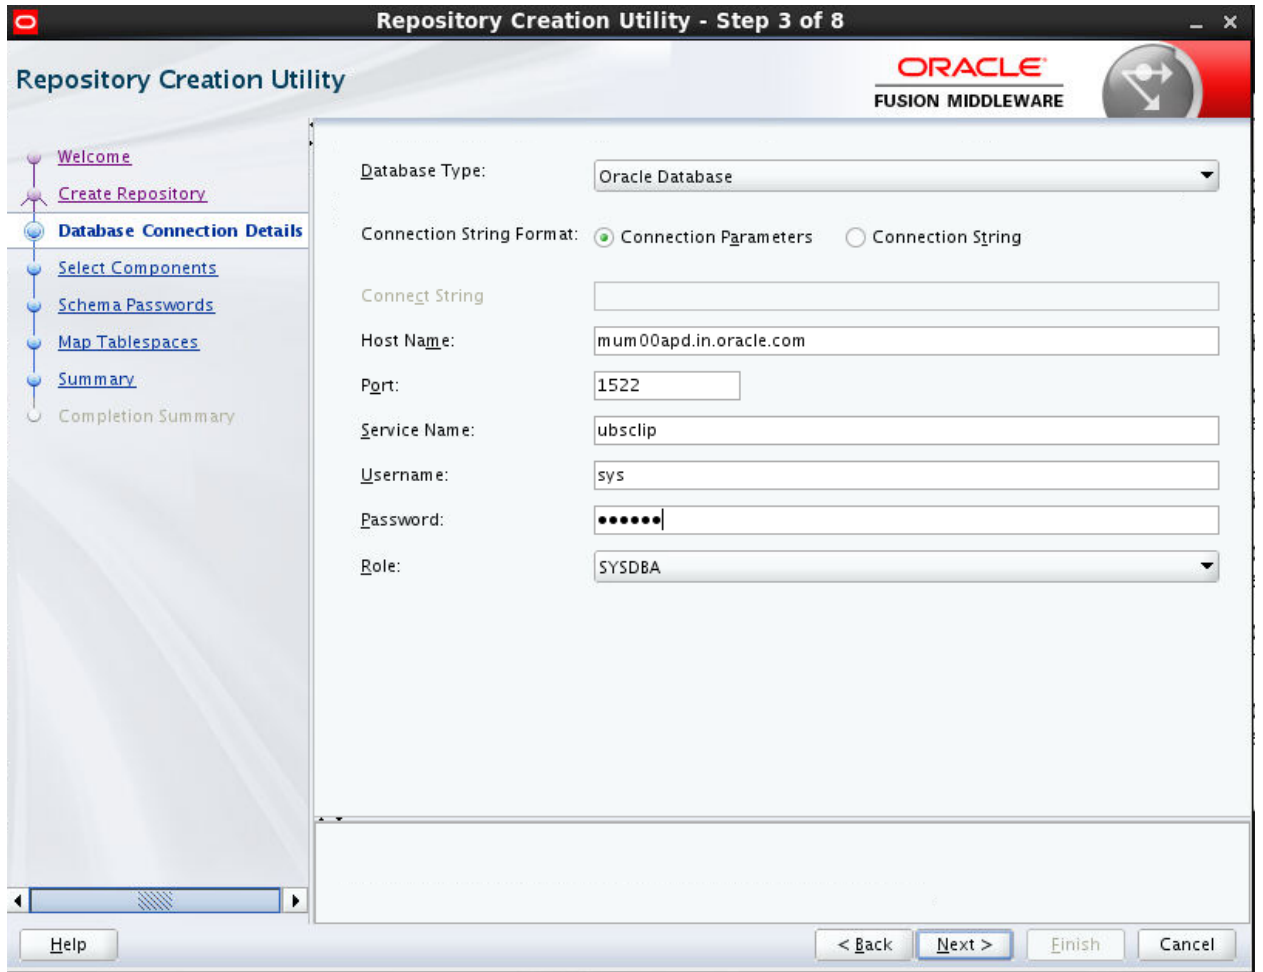 Repository Creation Utility - Step 3 of 8
Repository Creation Utility
ORACLE
FUSION MIDDLEWARE
Welcome
Create Repository
Database Connection Details
Select Components
Schema Passwords
Map Tablespaces
Summary
Completion Summary
Database Type: Oracle Database
Connection String Format: Connection Parameters Connection String
Connect String
Host Name: mum00apd.in.oracle.com
Port: 1522
Service Name: ubsclip
Username: sys
Password: ••••••
Role: SYSDBA
Help < Back Next > Finish Cancel